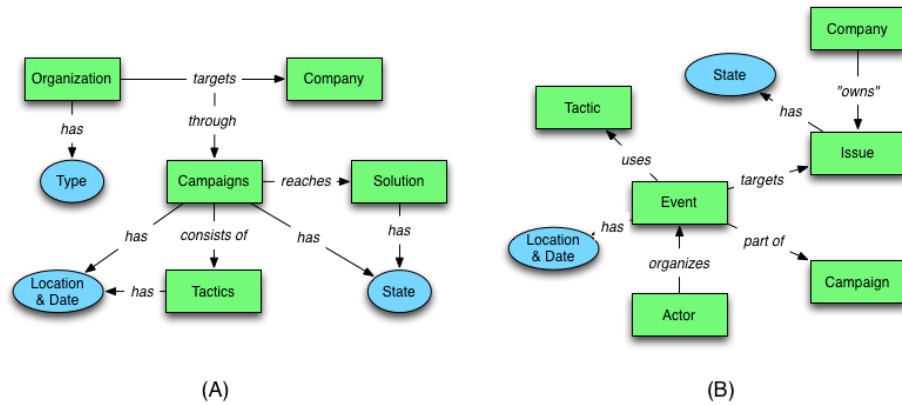 Organization
targets
Company
has
through
Type
Campaigns
reaches
Solution
has
consists of
has
has
Location
& Date
has
Tactics
State
(A)
Company
State
"owns"
Tactic
has
Issue
uses
targets
Event
Location
& Date
has
part of
organizes
Campaign
Actor
(B)